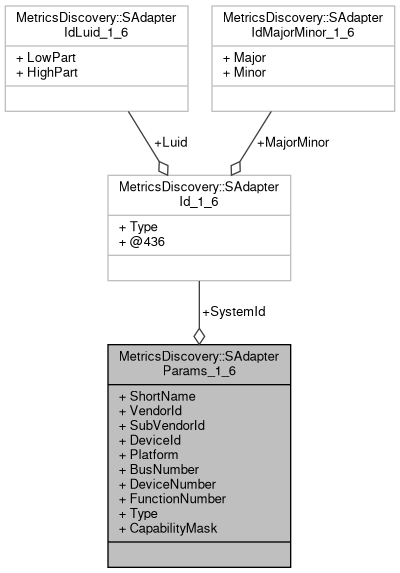 MetricsDiscovery::SAdapter
IdLuid_1_6
+ LowPart
+ HighPart
MetricsDiscovery::SAdapter
IdMajorMinor_1_6
+ Major
+ Minor
+Luid
+MajorMinor
MetricsDiscovery::SAdapter
Id_1_6
+ Type
+ @436
+SystemId
MetricsDiscovery::SAdapter
Params_1_6
+ ShortName
+ VendorId
+ SubVendorId
+ DeviceId
+ Platform
+ BusNumber
+ DeviceNumber
+ FunctionNumber
+ Type
+ CapabilityMask